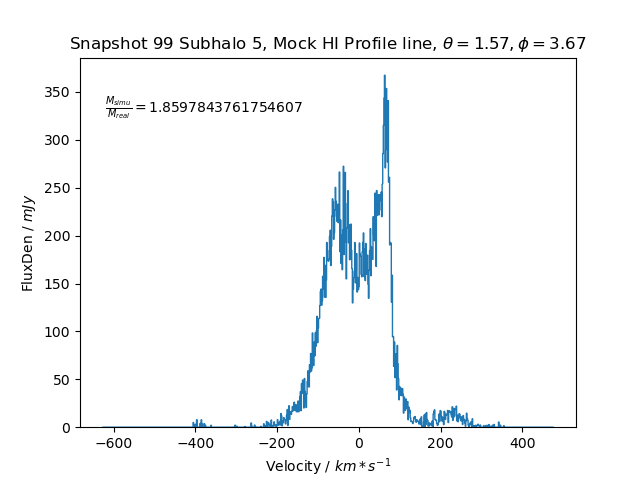 Snapshot 99 Subhalo 5, Mock HI Profile line, θ = 1.57, ϕ = 3.67
M_simu/M_real = 1.8597843761754607
FluxDen / mJy
350
300
250
200
150
100
50
0
−600 −400 −200 0 200 400
Velocity / km * s⁻¹